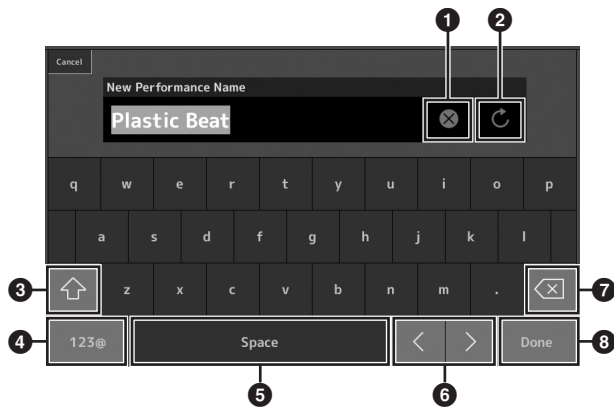 1 2
Cancel
New Performance Name
Plastic Beat
q w e r t y u i o p
a s d f g h j k l
3 z x c v b n m . 7
4 123@ Space < > Done 8
5 6